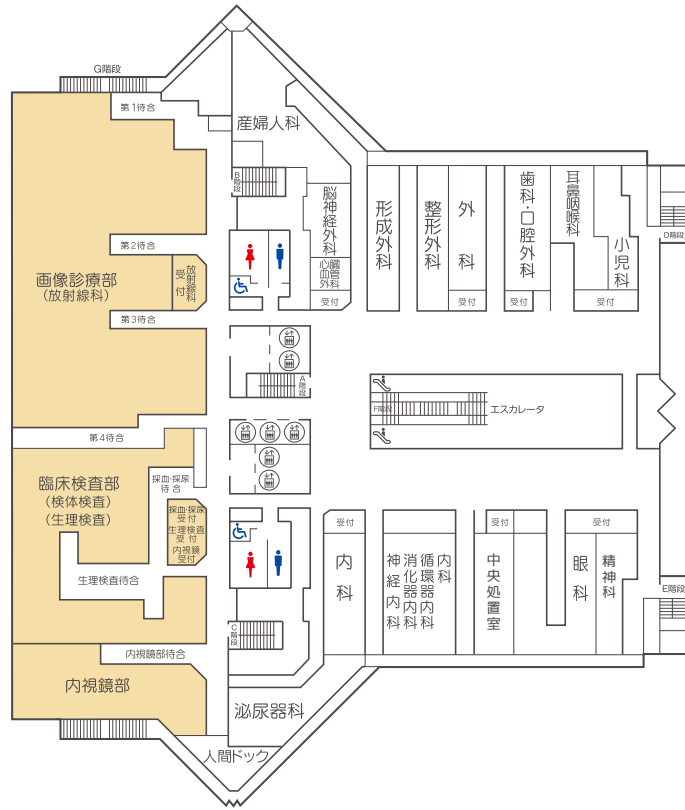 G階段
第1待合
産婦人科
B階段
脳神経外科
心臓血管外科
受付
形成外科
整形外科
外科
受付
歯科・口腔外科
受付
耳鼻咽喉科
小児科
受付
D階段
第2待合
画像診療部
(放射線科)
放射線科
受付
第3待合
A階段
F階段
エスカレータ
第4待合
臨床検査部
(検体検査)
(生理検査)
採血・採尿
待合
採血・採尿
受付
生理検査
受付
内視鏡
受付
生理検査待合
内視鏡部待合
内視鏡部
C階段
泌尿器科
人間ドック
受付
内科
内科
循環器内科
消化器内科
神経内科
受付
中央処置室
受付
眼科
精神科
E階段